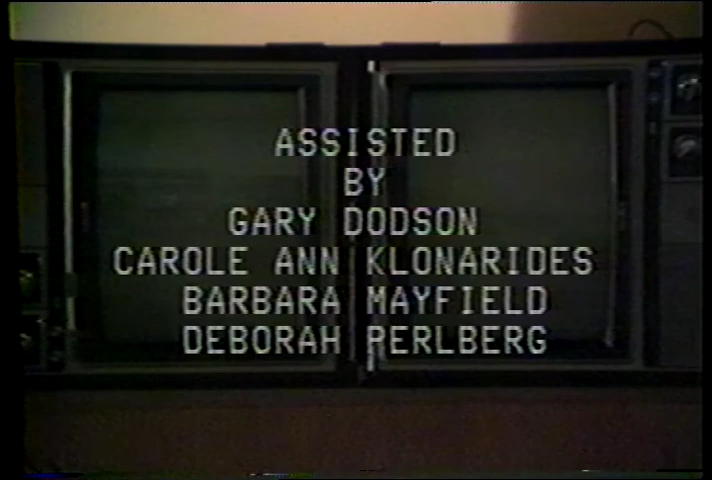 ASSISTED
BY
GARY DODSON
CAROLE ANN KLONARIDES
BARBARA MAYFIELD
DEBORAH PERLBERG